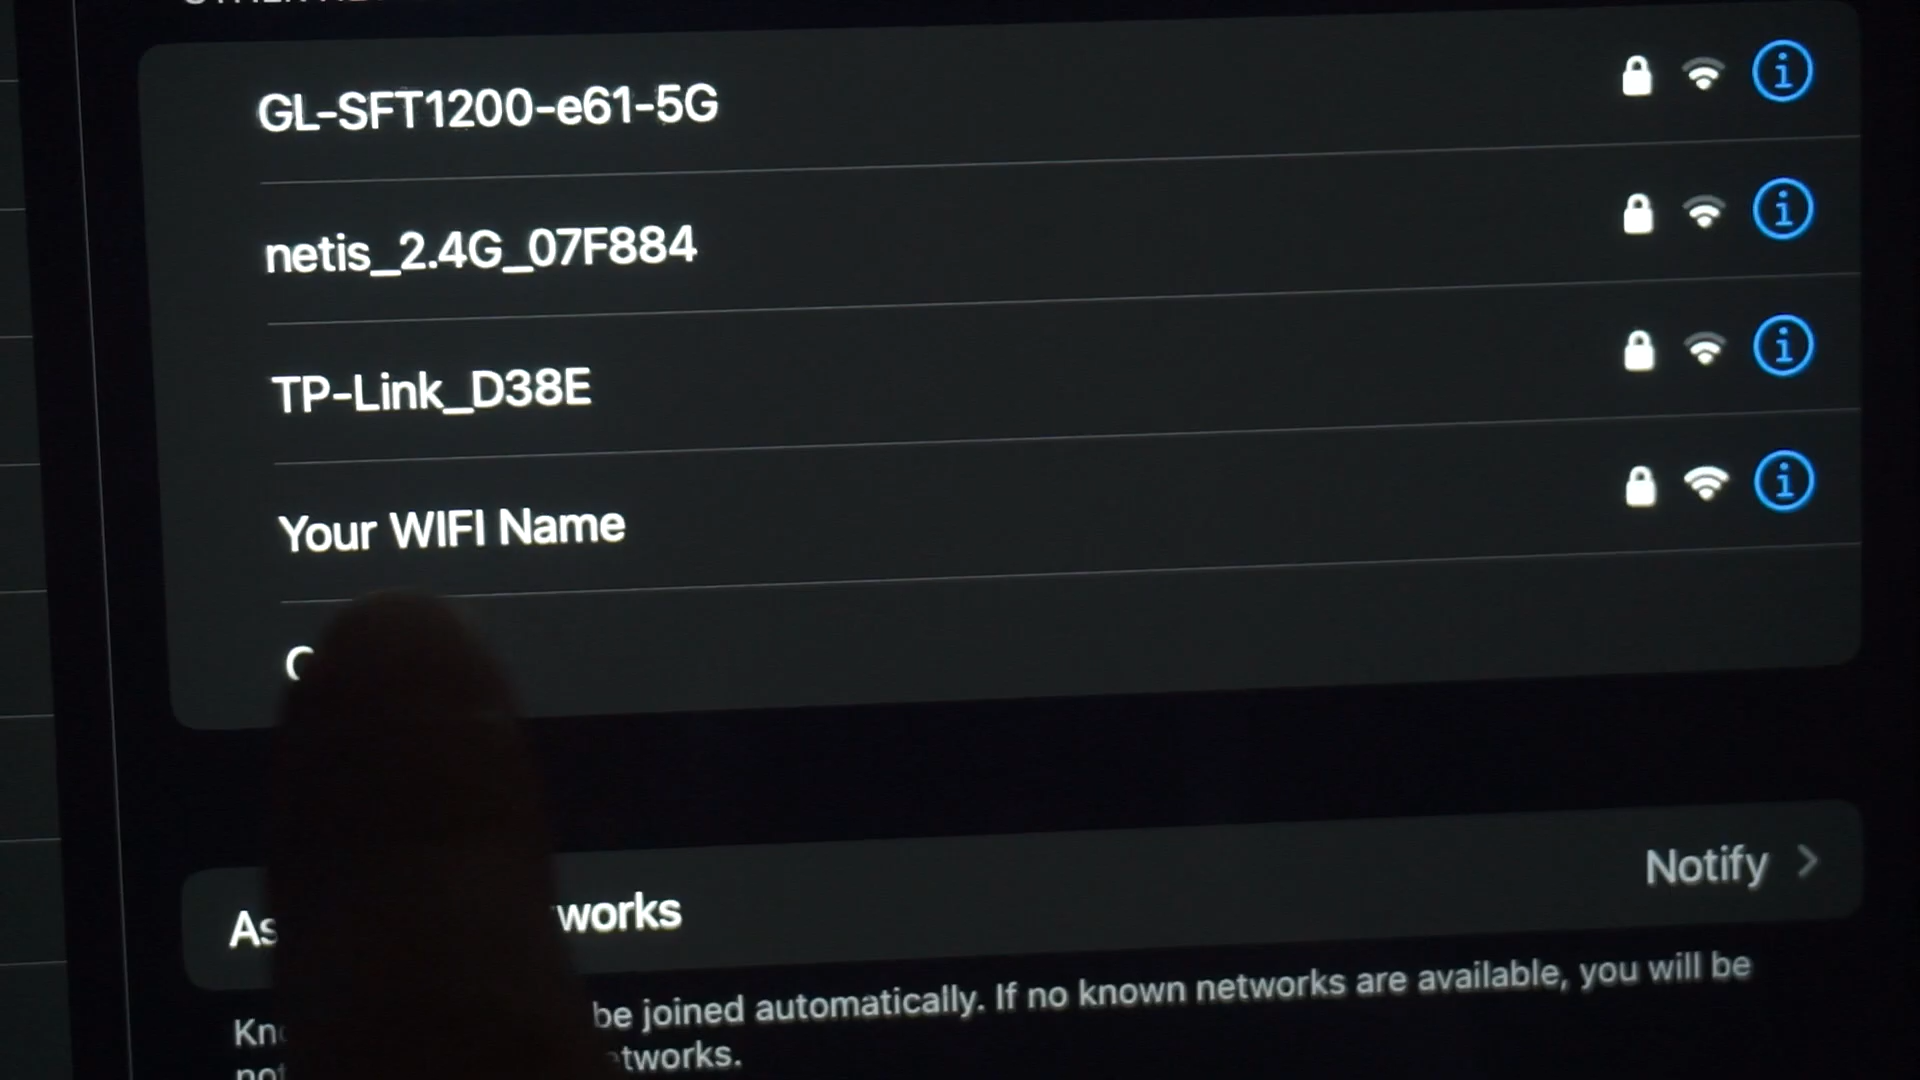 GL-SFT1200-e61-5G
netis_2.4G_07F884
TP-Link_D38E
Your WIFI Name
Notify
works
be joined automatically. If no known networks are available, you will be
tworks.